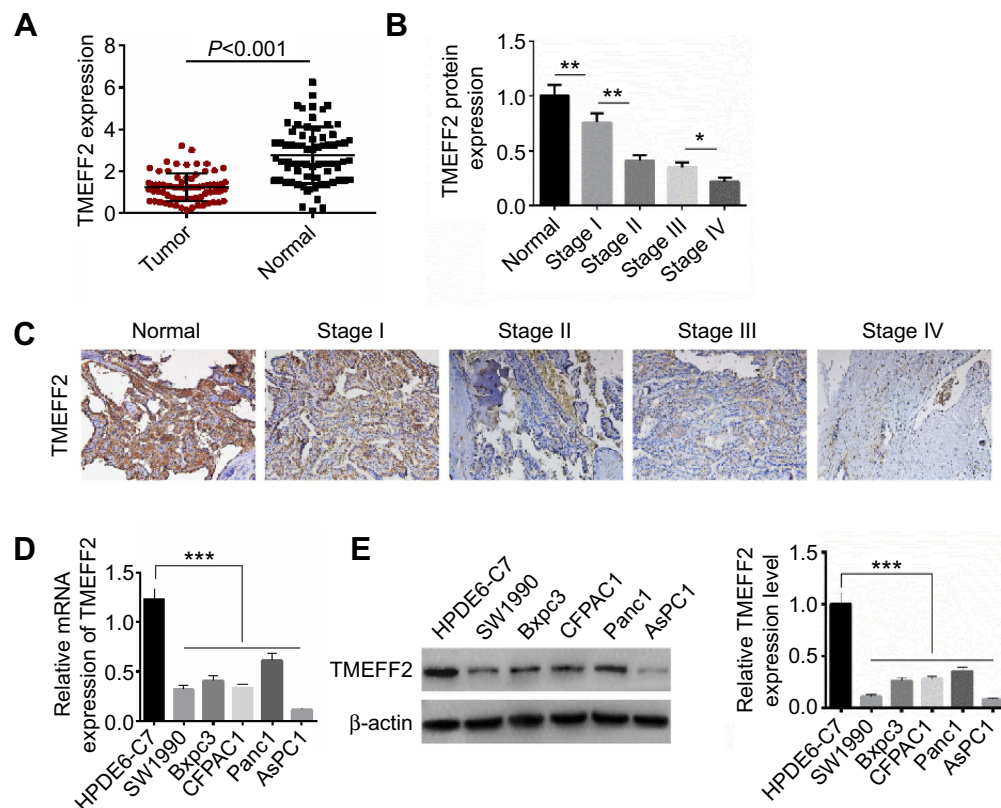 A
P<0.001
TMEFF2 expression
8
6
4
2
0
Tumor
Normal
B
TMEFF2 protein
expression
1.5
1.0
0.5
0.0
**
**
*
Normal
Stage I
Stage II
Stage III
Stage IV
C
Normal
Stage I
Stage II
Stage III
Stage IV
TMEFF2
D
Relative mRNA
expression of TMEFF2
1.5
1.0
0.5
0.0
***
HPDE6-C7
SW1990
Bxpc3
CFPAC1
Panc1
AsPC1
E
HPDE6-C7
SW1990
Bxpc3
CFPAC1
Panc1
AsPC1
TMEFF2
β-actin
Relative TMEFF2
expression level
1.5
1.0
0.5
0.0
***
HPDE6-C7
SW1990
Bxpc3
CFPAC1
Panc1
AsPC1